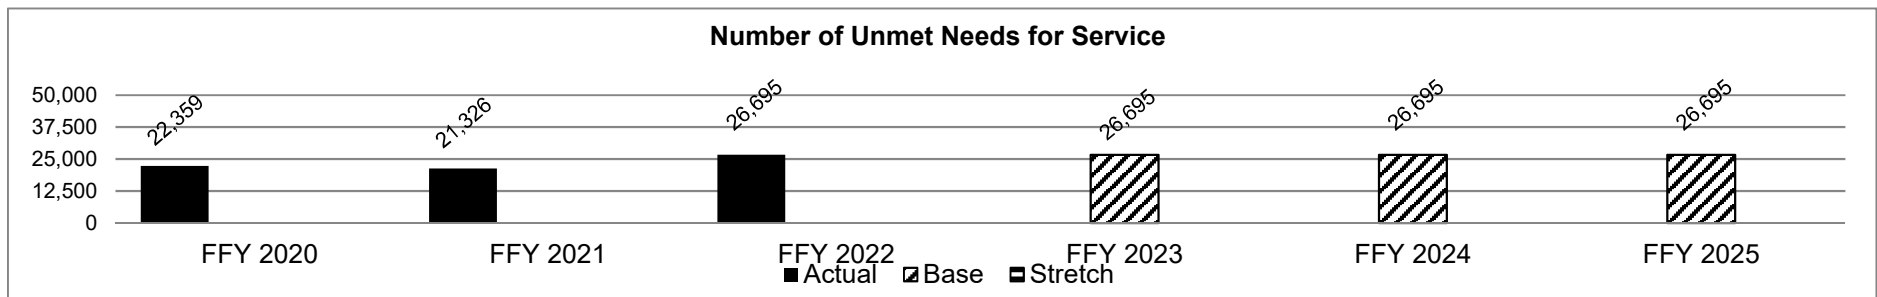 Number of Unmet Needs for Service
50,000
37,500
25,000
12,500
0
22,359
21,326
26,695
26,695
26,695
26,695
FFY 2020
FFY 2021
FFY 2022
FFY 2023
FFY 2024
FFY 2025
Actual
Base
Stretch